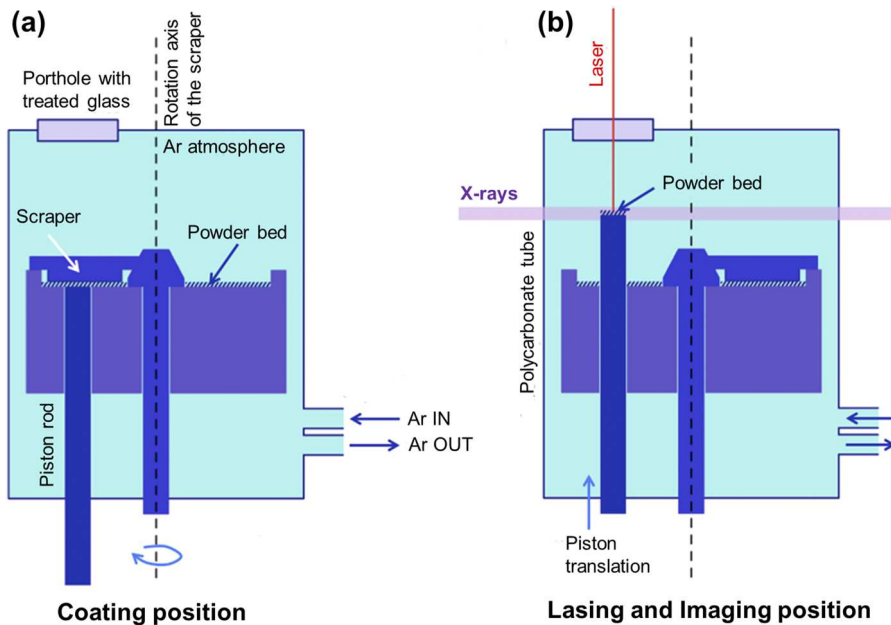 (a)
Porthole with
treated glass
Rotation axis
of the scraper
Ar atmosphere
Scraper
Powder bed
Piston rod
Ar IN
Ar OUT
Coating position
(b)
Laser
X-rays
Powder bed
Polycarbonate tube
Piston
translation
Lasing and Imaging position